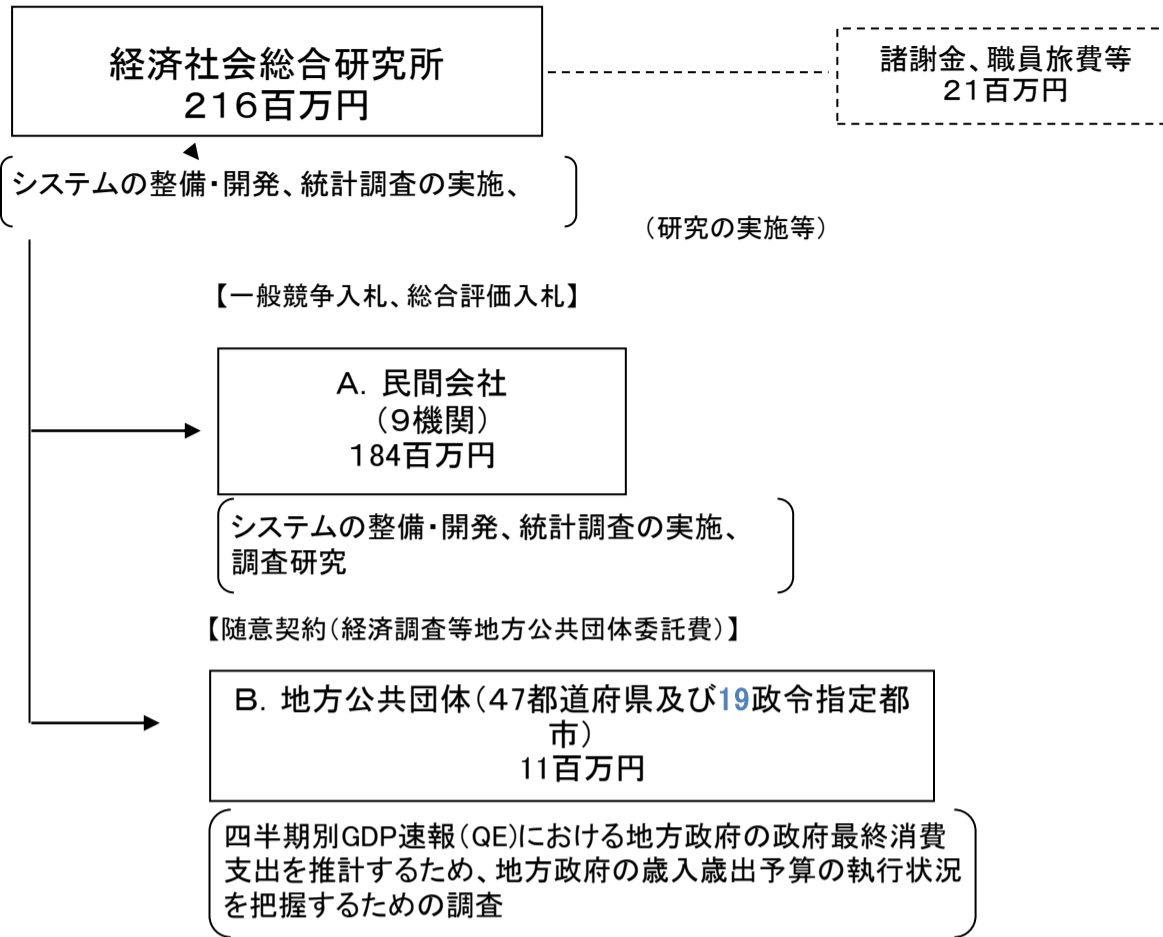 経済社会総合研究所
216百万円
諸謝金、職員旅費等
21百万円
システムの整備・開発、統計調査の実施、
（研究の実施等）
【一般競争入札、総合評価入札】
A．民間会社
（9機関）
184百万円
システムの整備・開発、統計調査の実施、
調査研究
【随意契約（経済調査等地方公共団体委託費）】
B．地方公共団体（47都道府県及び19政令指定都
市）
11百万円
四半期別GDP速報（QE）における地方政府の政府最終消費
支出を推計するため、地方政府の歳入歳出予算の執行状況
を把握するための調査